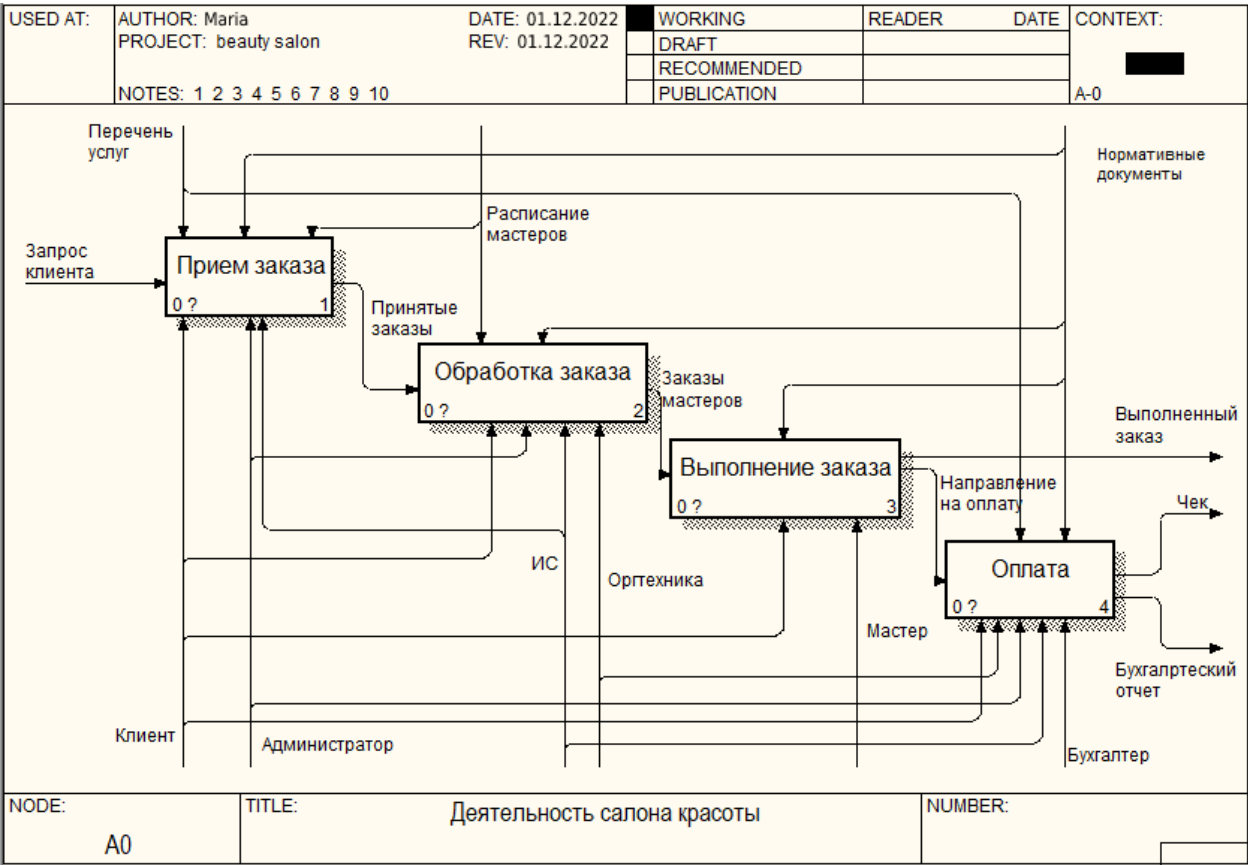 USED AT:
AUTHOR: Maria
DATE: 01.12.2022
PROJECT: beauty salon
REV: 01.12.2022
NOTES: 1 2 3 4 5 6 7 8 9 10
WORKING
DRAFT
RECOMMENDED
PUBLICATION
READER
DATE
CONTEXT:
A-0
Перечень
услуг
Нормативные
документы
Расписание
мастеров
Запрос
клиента
Прием заказа
0 ?
1
Принятые
заказы
Обработка заказа
0 ?
2
Заказы
мастеров
Выполнение заказа
0 ?
3
Выполненный
заказ
Направление
на оплату
Чек
Оплата
0 ?
4
ИС
Оргтехника
Мастер
Бухгалртеский
отчет
Клиент
Администратор
Бухгалтер
NODE:
A0
TITLE:
Деятельность салона красоты
NUMBER: